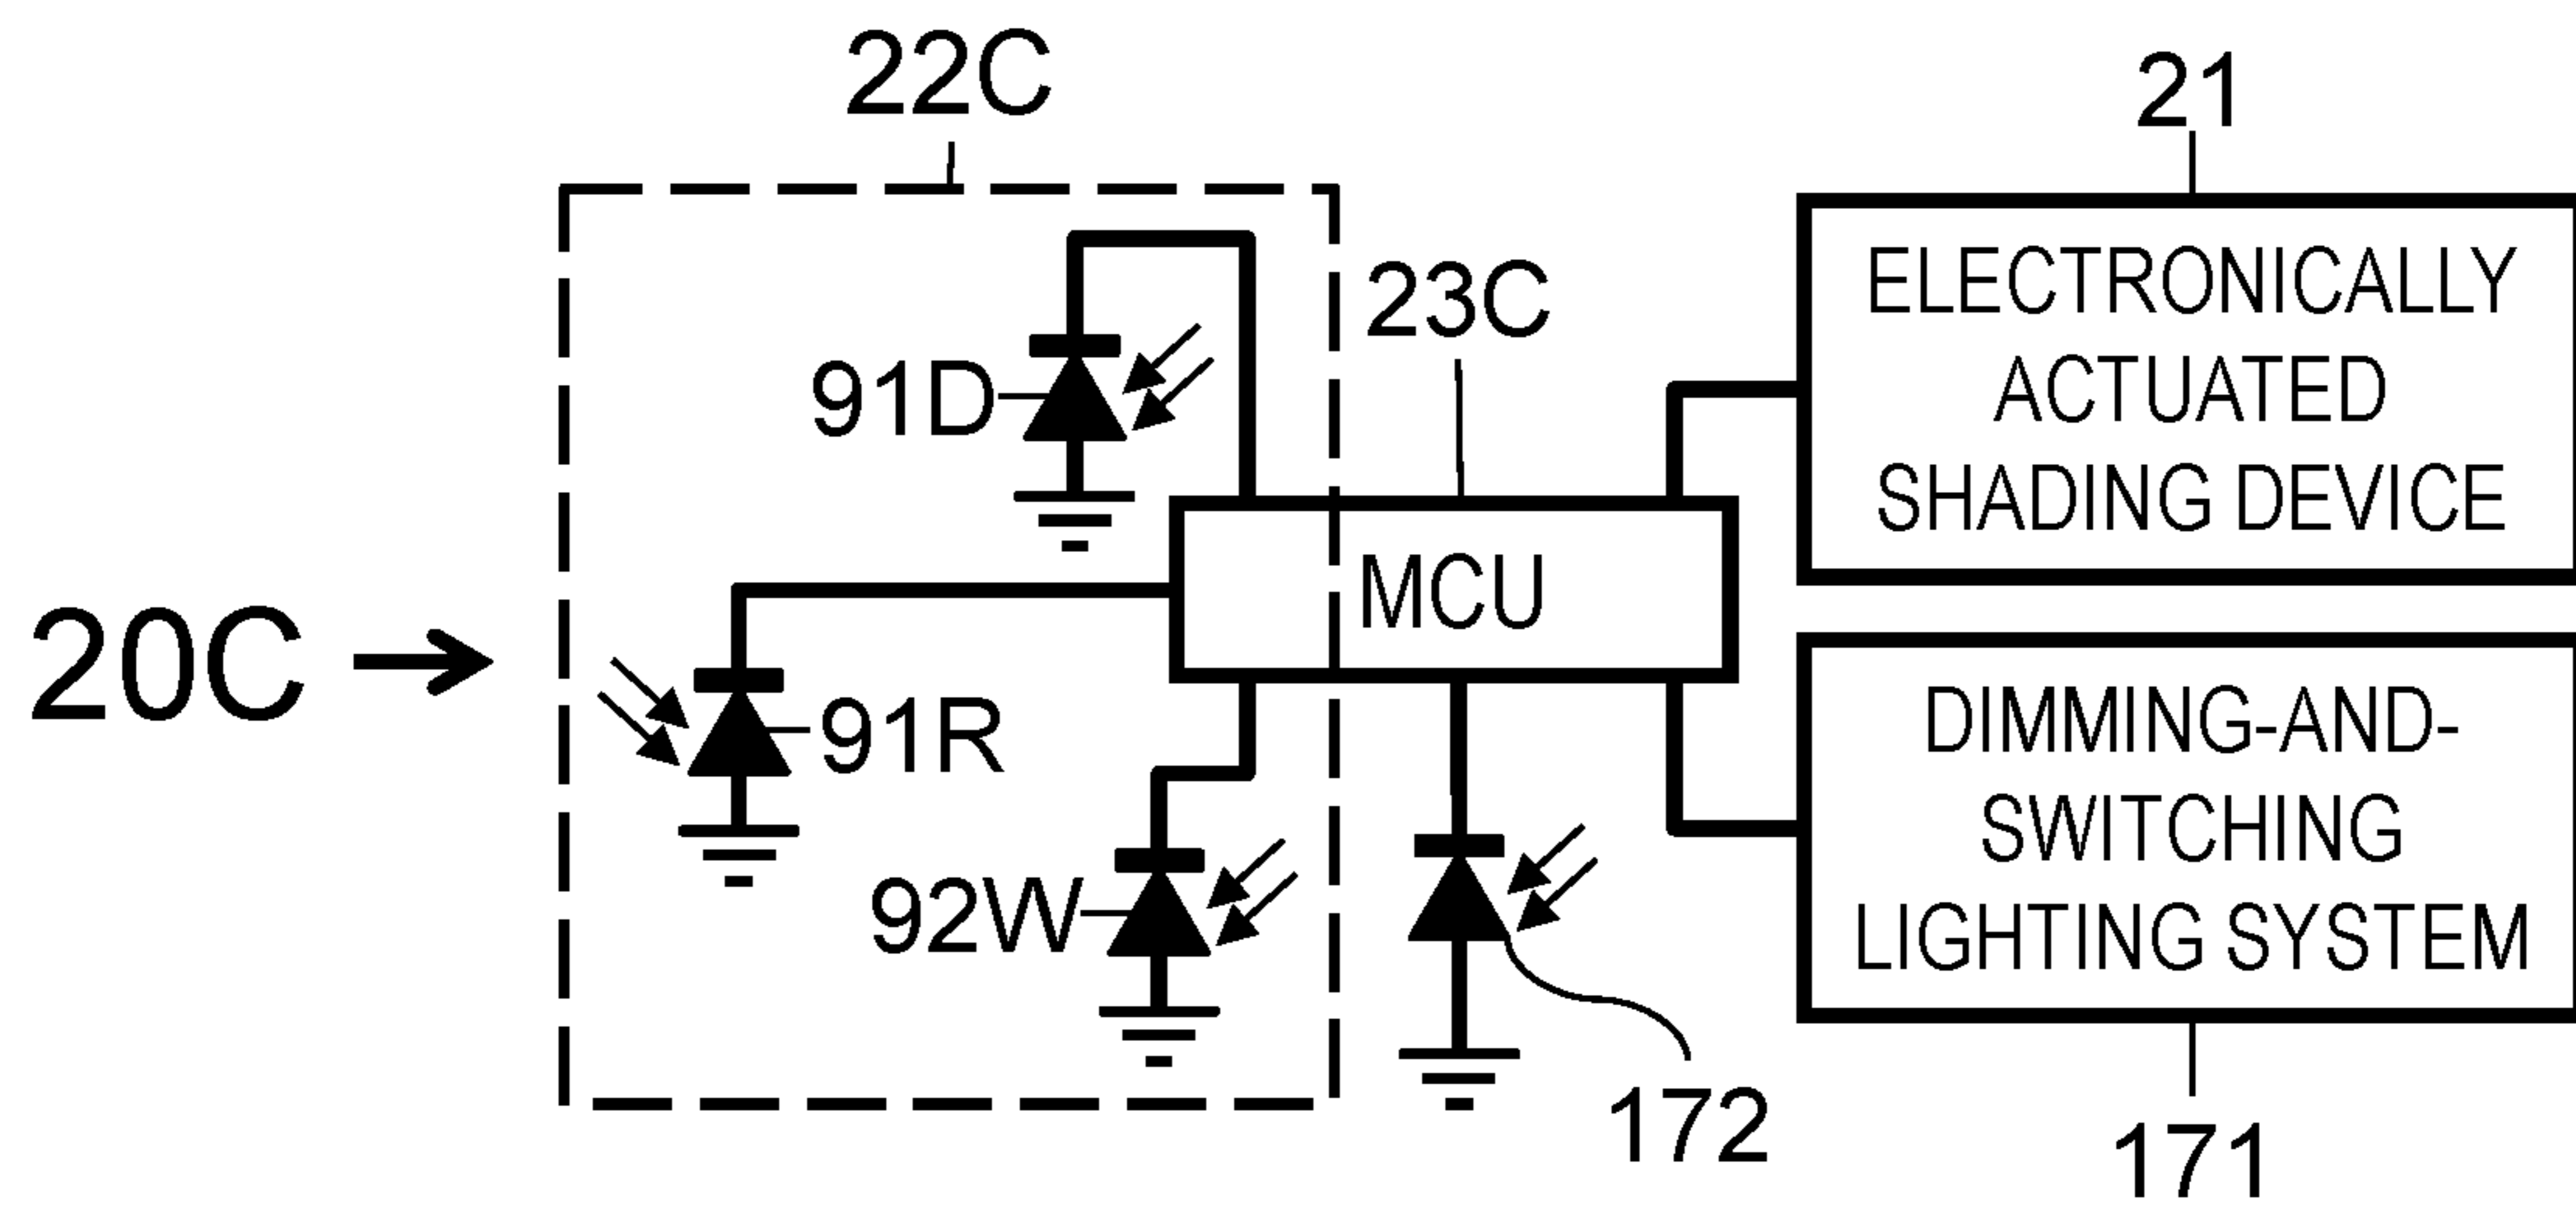 22C
21
ELECTRONICALLY
ACTUATED
SHADING DEVICE
23C
91D
MCU
20C
91R
92W
DIMMING-AND-
SWITCHING
LIGHTING SYSTEM
172
171